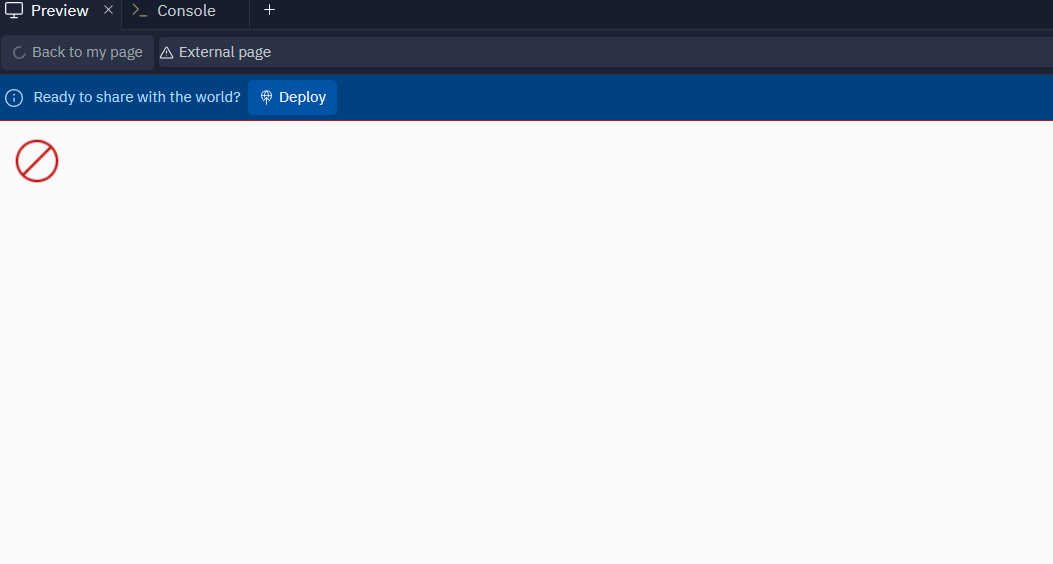 Preview Console
Back to my page External page
Ready to share with the world? Deploy